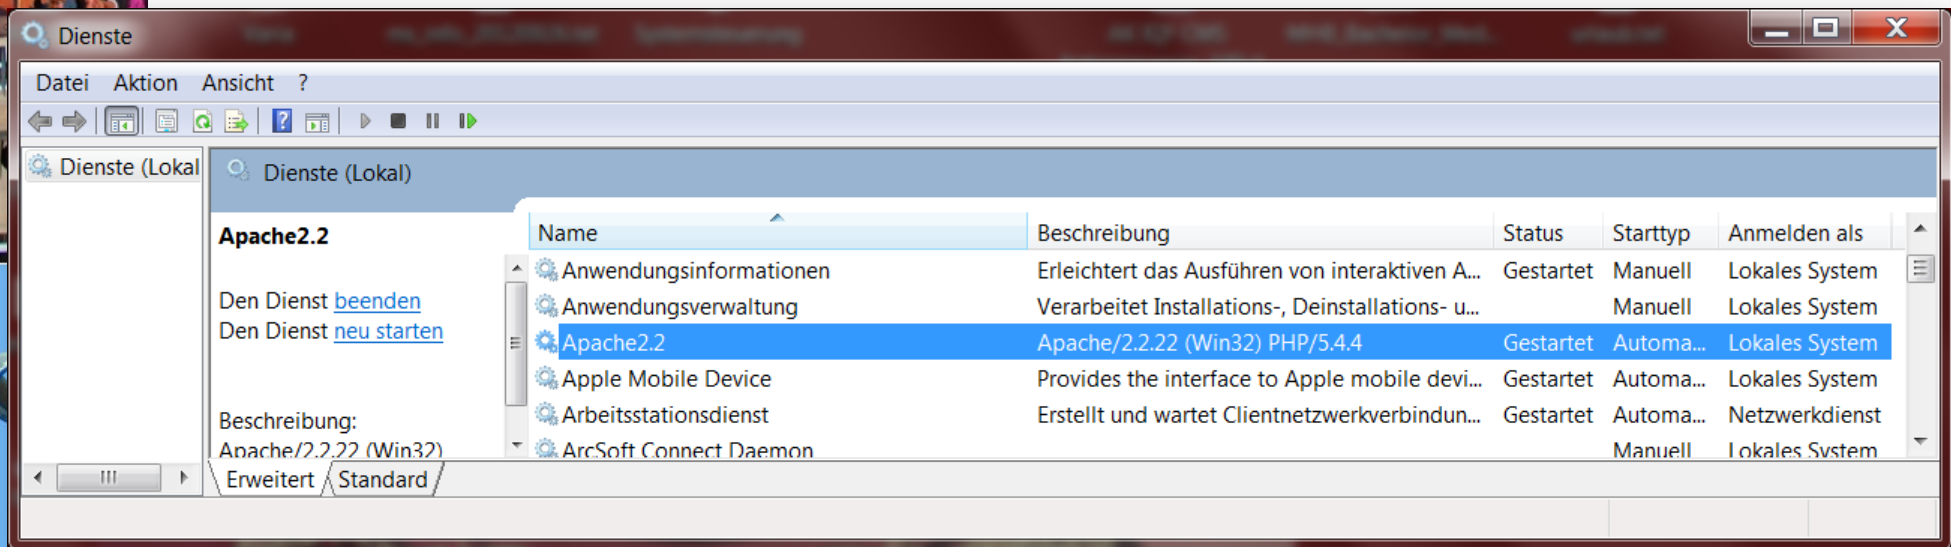 Dienste
Datei Aktion Ansicht ?
Dienste (Lokal
Dienste (Lokal)
Apache2.2
Den Dienst beenden
Den Dienst neu starten
Beschreibung:
Apache/2.2.22 (Win32)
Name Beschreibung Status Starttyp Anmelden als
Anwendungsinformationen Erleichtert das Ausführen von interaktiven A... Gestartet Manuell Lokales System
Anwendungsverwaltung Verarbeitet Installations-, Deinstallations- u... Manuell Lokales System
Apache2.2 Apache/2.2.22 (Win32) PHP/5.4.4 Gestartet Automa... Lokales System
Apple Mobile Device Provides the interface to Apple mobile devi... Gestartet Automa... Lokales System
Arbeitsstationsdienst Erstellt und wartet Clientnetzwerkverbindun... Gestartet Automa... Netzwerkdienst
ArcSoft Connect Daemon Manuell Lokales System
Erweitert Standard